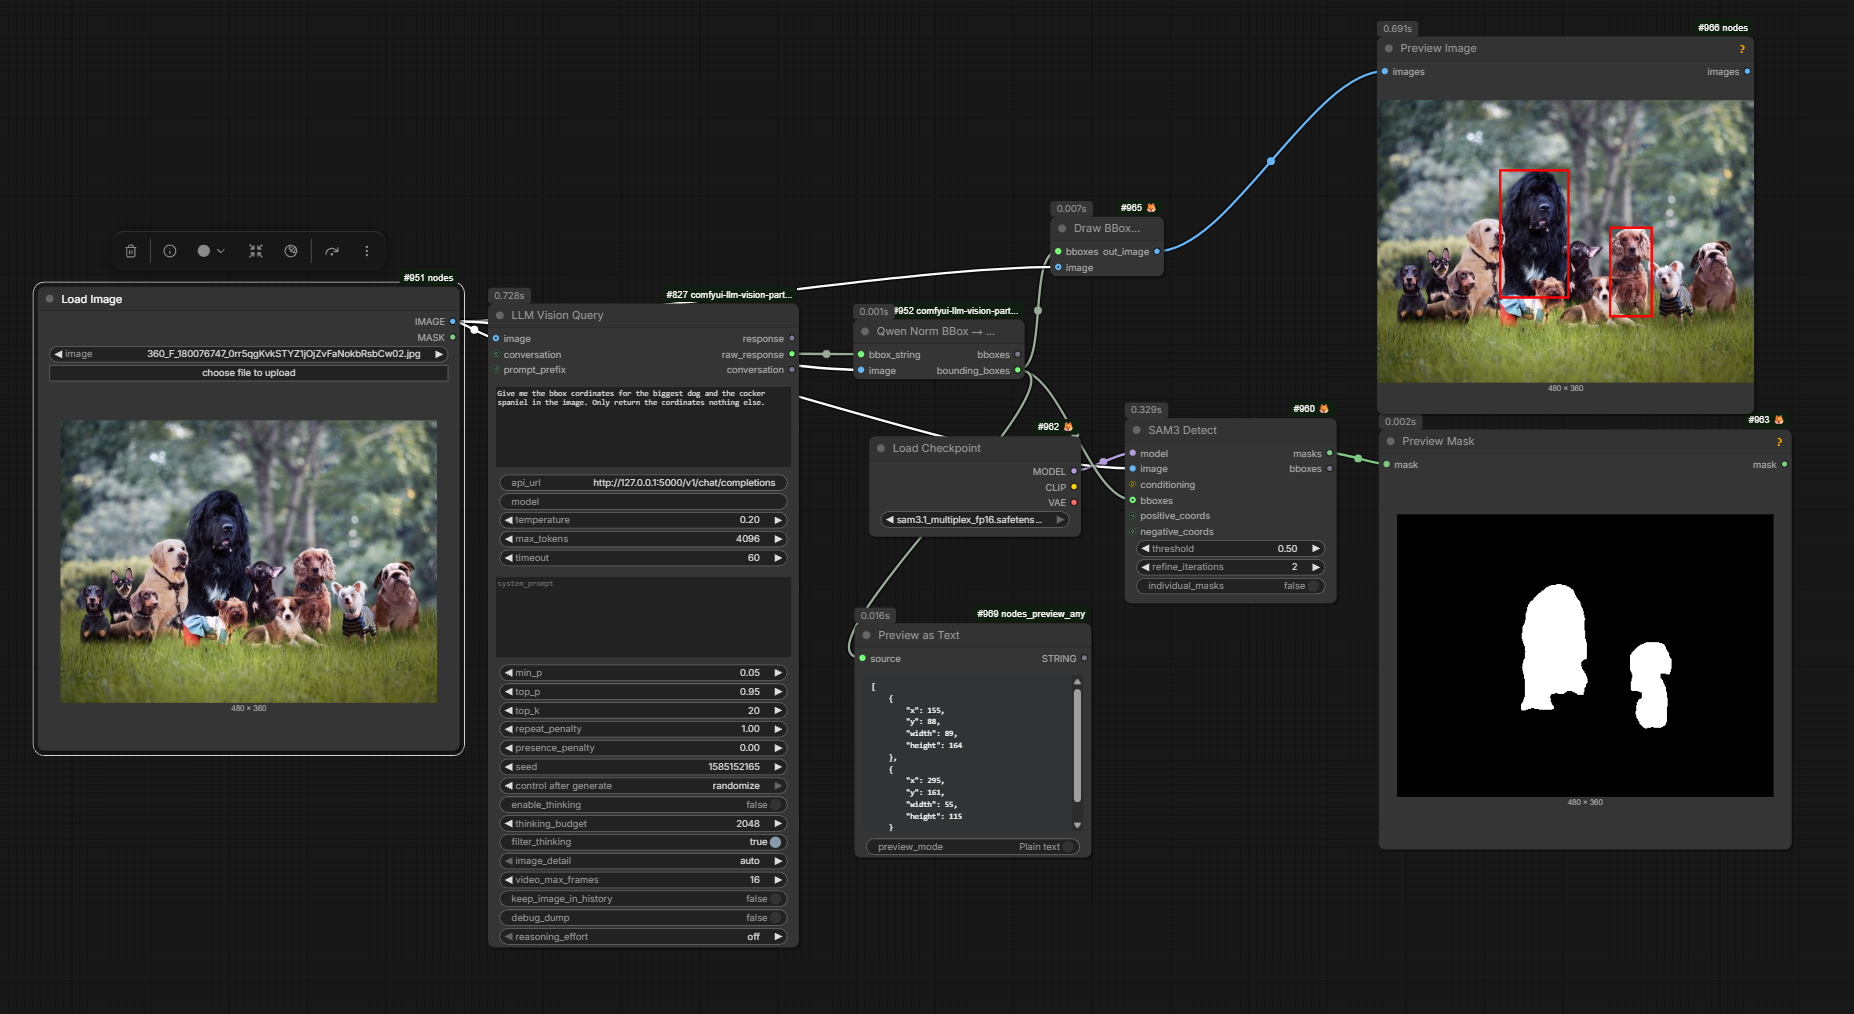 #951 nodes
Load Image
IMAGE
MASK
image 360_F_180076747_0rr5qgKvkSTYZ1jOjZvFaNokbRsbCw02.jpg
choose file to upload
480 × 360
0.728s
#827 comfyui-llm-vision-part...
LLM Vision Query
image response
conversation raw_response
prompt_prefix conversation
Give me the bbox cordinates for the biggest dog and the cocker
spaniel in the image. Only return the cordinates nothing else.
api_url http://127.0.0.1:5000/v1/chat/completions
model
temperature 0.20
max_tokens 4096
timeout 60
system_prompt
min_p 0.05
top_p 0.95
top_k 20
repeat_penalty 1.00
presence_penalty 0.00
seed 1585152165
control after generate randomize
enable_thinking false
thinking_budget 2048
filter_thinking true
image_detail auto
video_max_frames 16
keep_image_in_history false
debug_dump false
reasoning_effort off
0.001s
#952 comfyui-llm-vision-part...
Qwen Norm BBox → ...
bbox_string bboxes
image bounding_boxes
0.007s
#965
Draw BBox...
bboxes out_image
image
#962
Load Checkpoint
MODEL
CLIP
VAE
sam3.1_multiplex_fp16.safetens...
0.016s
#969 nodes_preview_any
Preview as Text
source STRING
[
{
"x": 155,
"y": 88,
"width": 89,
"height": 164
},
{
"x": 295,
"y": 161,
"width": 55,
"height": 115
}
preview_mode Plain text
0.329s
#960
SAM3 Detect
model masks
image bboxes
conditioning
bboxes
positive_coords
negative_coords
threshold 0.50
refine_iterations 2
individual_masks false
0.691s
#966 nodes
Preview Image
?
images images
480 × 360
0.002s
#963
Preview Mask
?
mask mask
480 × 360